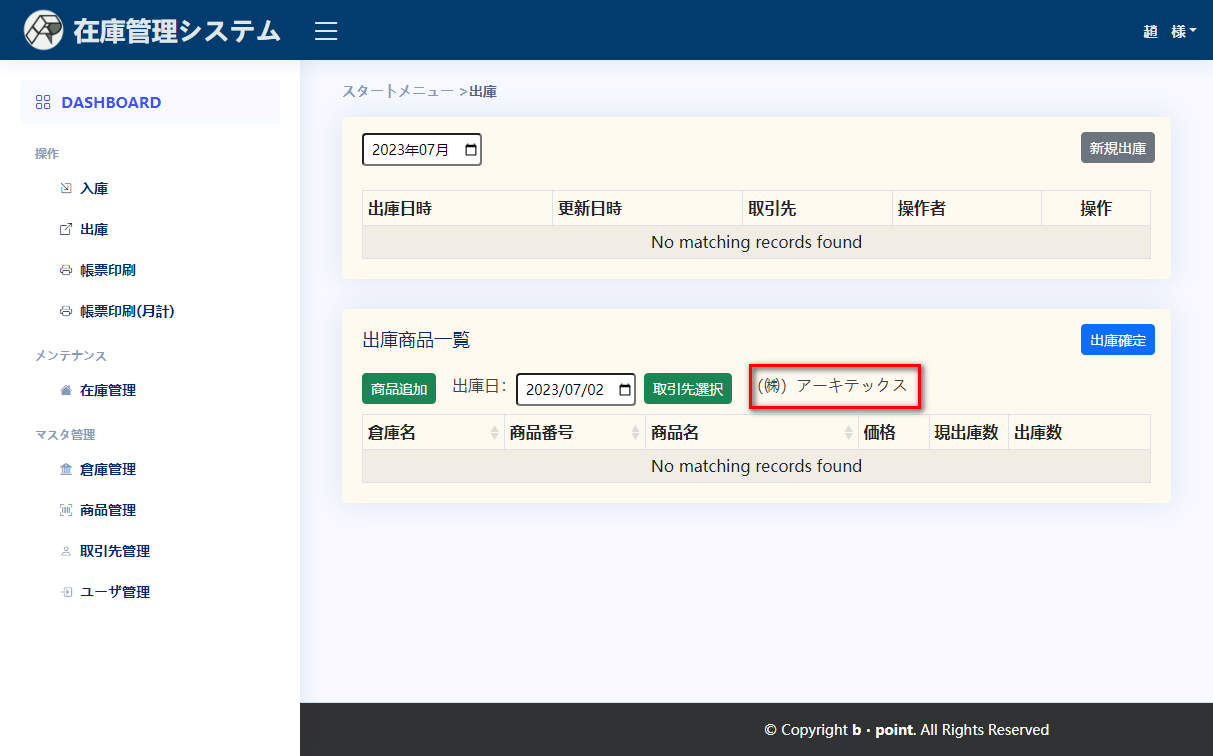 在庫管理システム
趙 様
DASHBOARD
操作
入庫
出庫
帳票印刷
帳票印刷(月計)
メンテナンス
在庫管理
マスタ管理
倉庫管理
商品管理
取引先管理
ユーザ管理
スタートメニュー >出庫
2023年07月
新規出庫
出庫日時 更新日時 取引先 操作者 操作
No matching records found
出庫商品一覧
出庫確定
商品追加 出庫日: 2023/07/02 取引先選択 (㈱) アーキテックス
倉庫名 商品番号 商品名 価格 現出庫数 出庫数
No matching records found
© Copyright b・point. All Rights Reserved